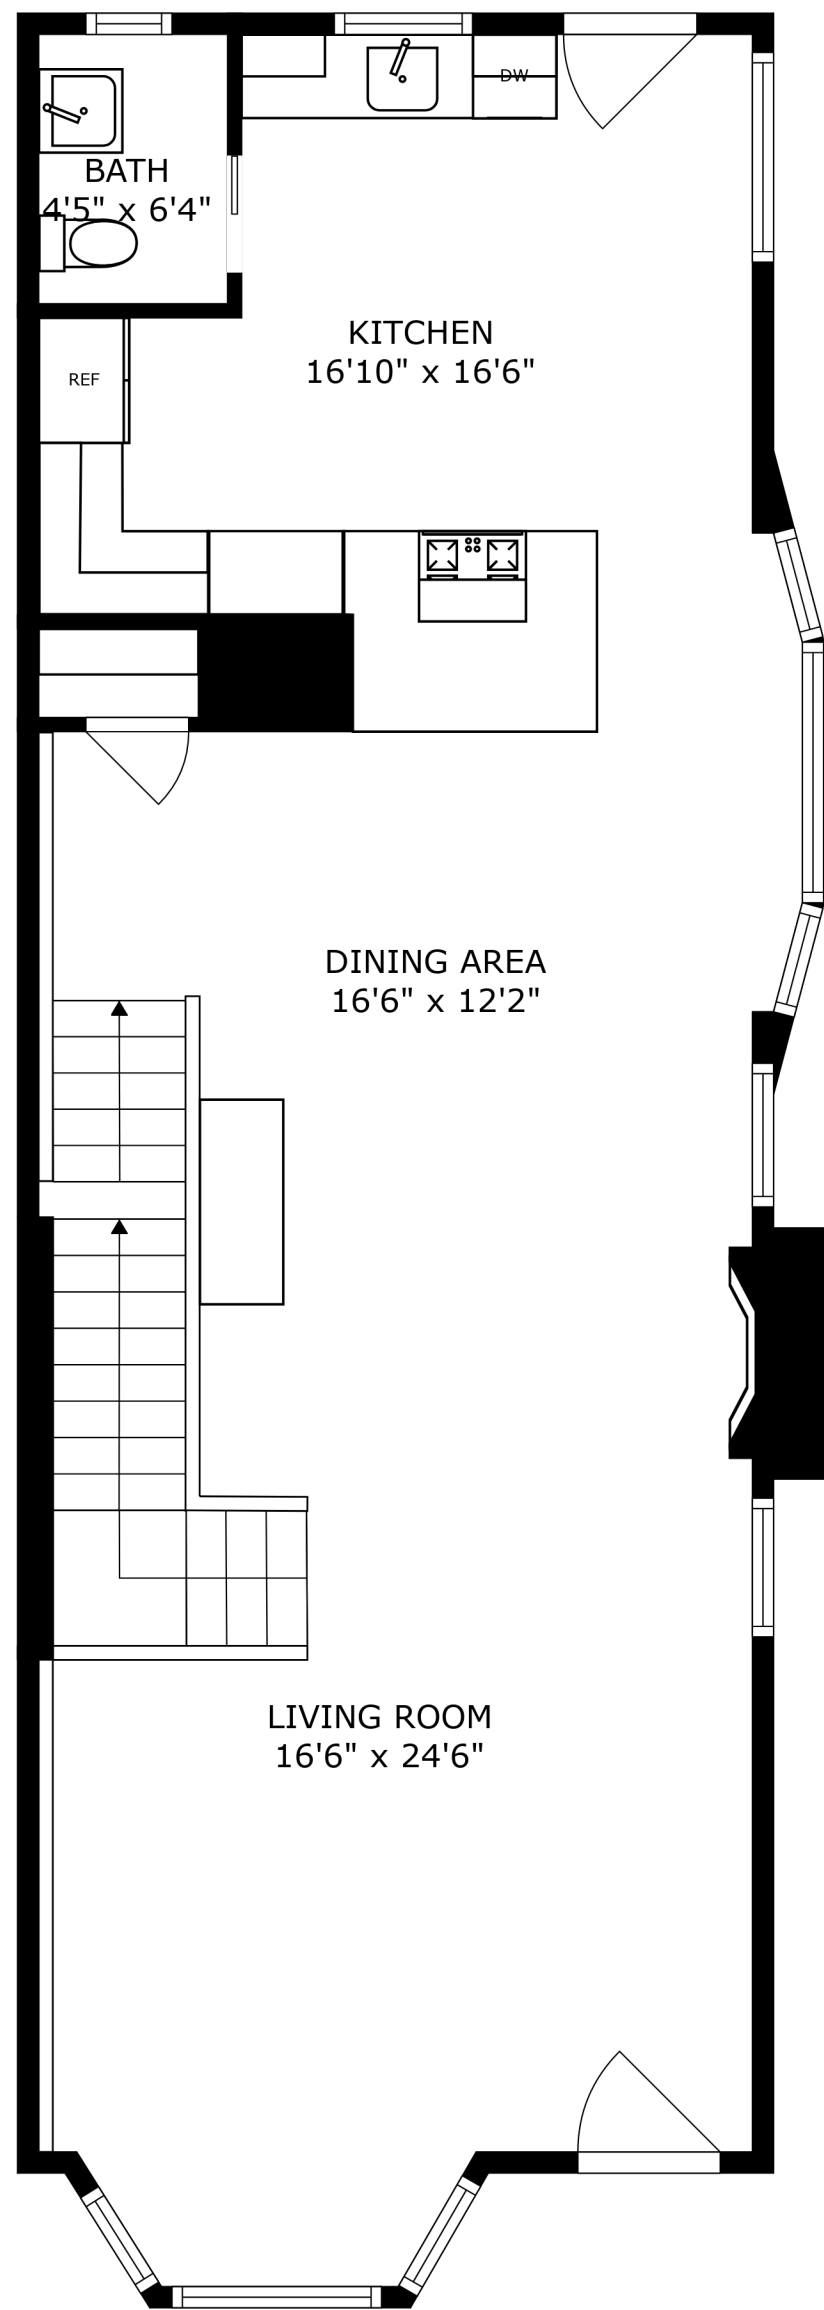 DW
BATH
4'5" x 6'4"
KITCHEN
16'10" x 16'6"
REF
DINING AREA
16'6" x 12'2"
LIVING ROOM
16'6" x 24'6"